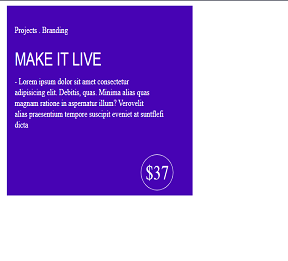 Projects . Branding
MAKE IT LIVE
- Lorem ipsum dolor sit amet consectetur
adipisicing elit. Debitis, quas. Minima alias quas
magnam ratione in aspernatur illum? Verovelit
alias praesentium tempore suscipit eveniet at suntflefi
dicta
$37